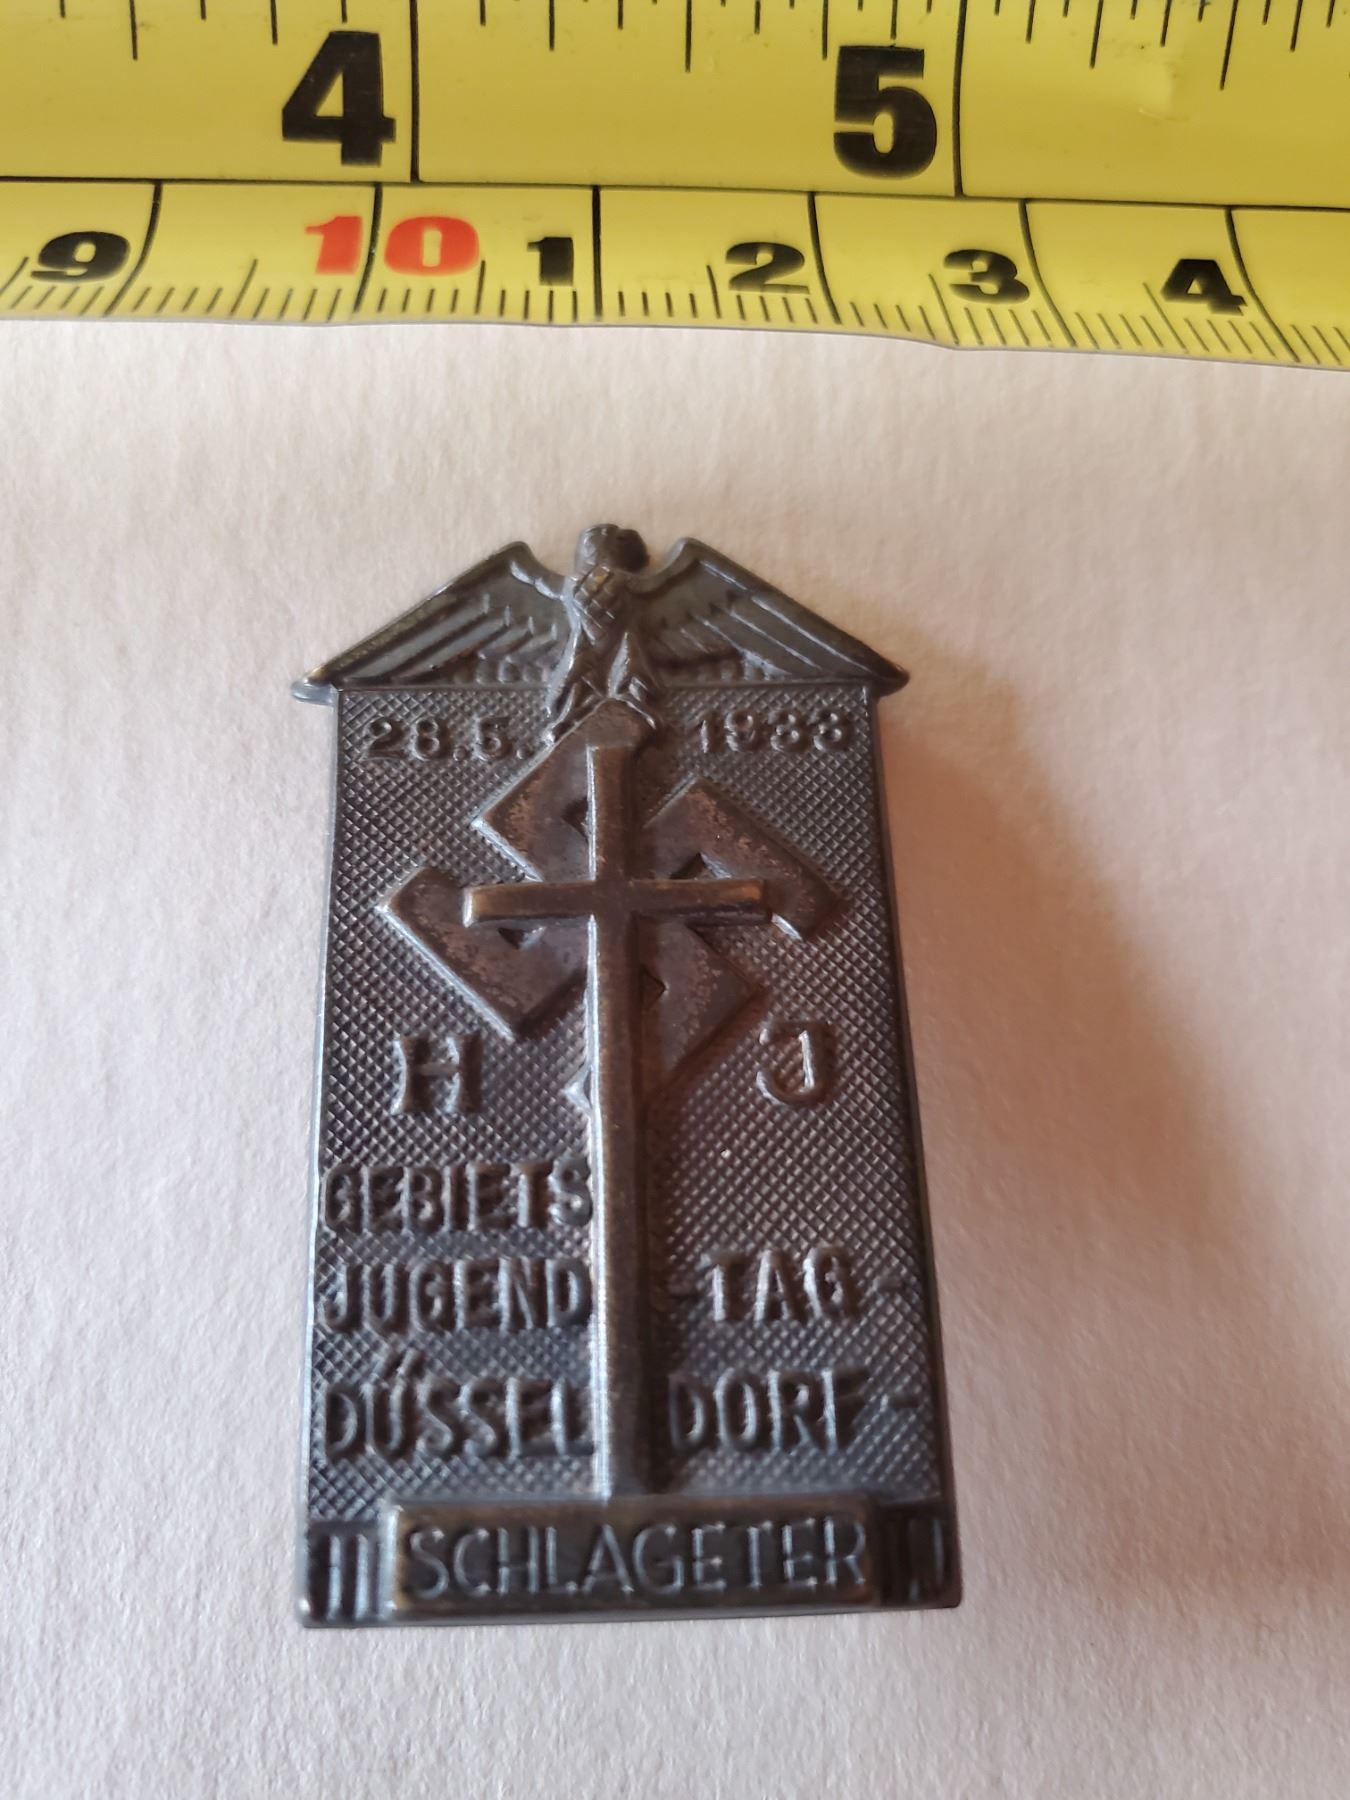 4 5
9 10 1 2 3 4
28.5. 1933
H J
GEBIETS
JUGEND -TAG-
DÜSSEL DORF-
SCHLAGETER